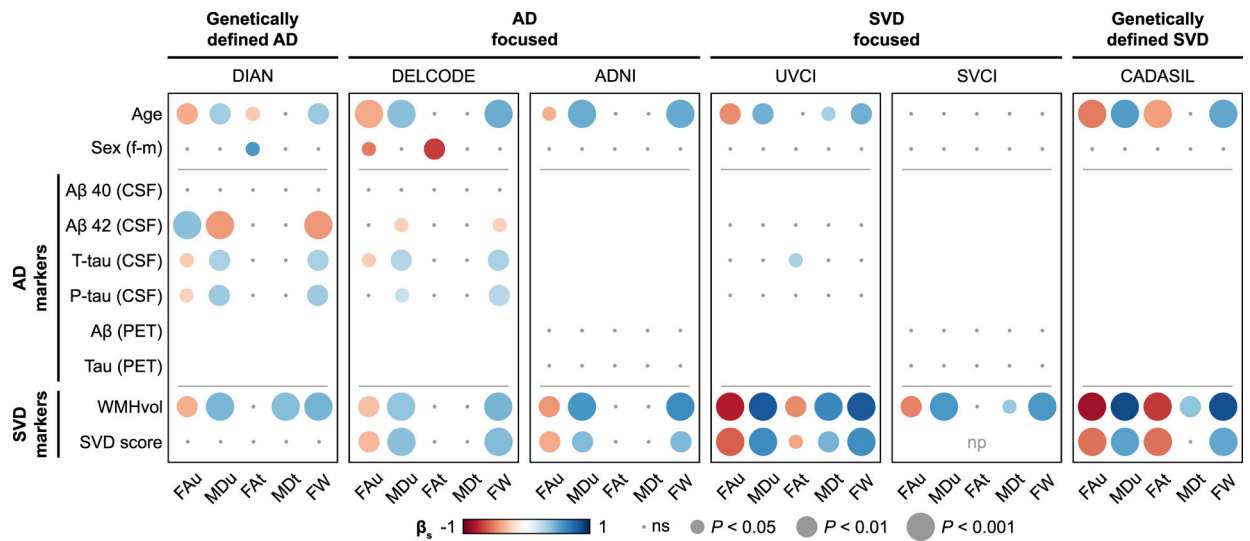 Genetically
defined AD
AD
focused
SVD
focused
Genetically
defined SVD
DIAN
DELCODE
ADNI
UVCI
SVCI
CADASIL
Age
Sex (f-m)
AD
markers
Aβ 40 (CSF)
Aβ 42 (CSF)
T-tau (CSF)
P-tau (CSF)
Aβ (PET)
Tau (PET)
SVD
markers
WMHvol
SVD score
np
FAu MDu FAt MDt FW
FAu MDu FAt MDt FW
FAu MDu FAt MDt FW
FAu MDu FAt MDt FW
FAu MDu FAt MDt FW
FAu MDu FAt MDt FW
βs -1 1 ns P < 0.05 P < 0.01 P < 0.001